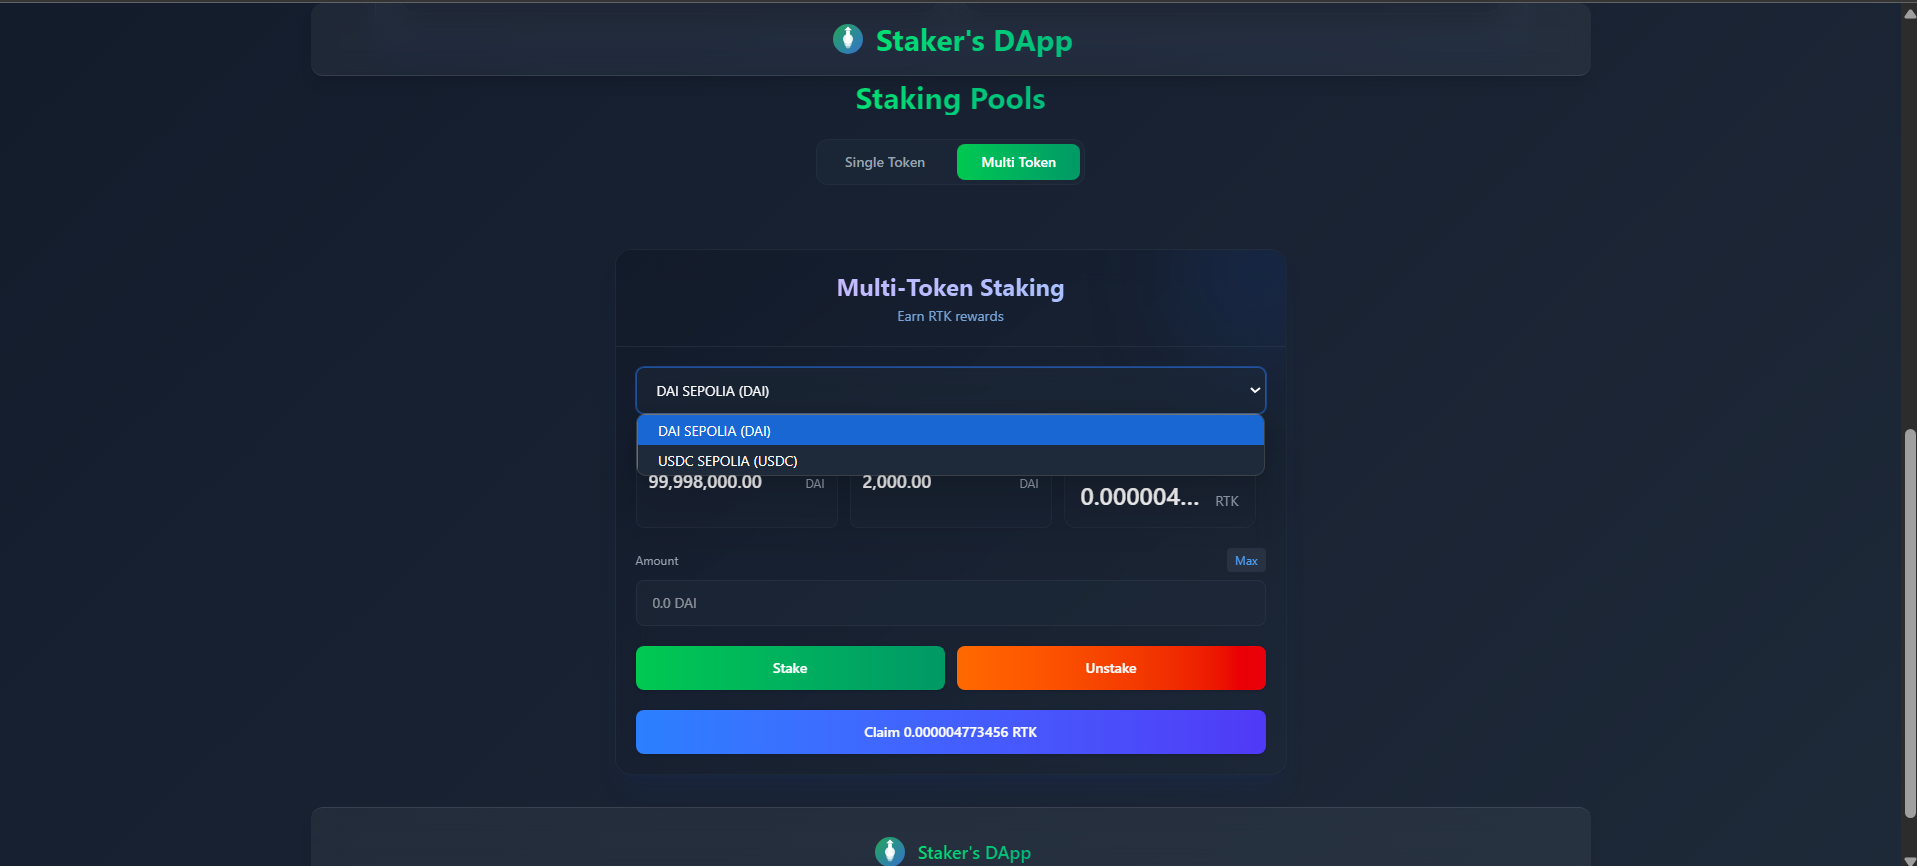 Staker's DApp
Staking Pools
Single Token
Multi Token
Multi-Token Staking
Earn RTK rewards
DAI SEPOLIA (DAI)
DAI SEPOLIA (DAI)
USDC SEPOLIA (USDC)
99,998,000.00 DAI
2,000.00 DAI
0.000004... RTK
Amount
Max
0.0 DAI
Stake
Unstake
Claim 0.000004773456 RTK
Staker's DApp